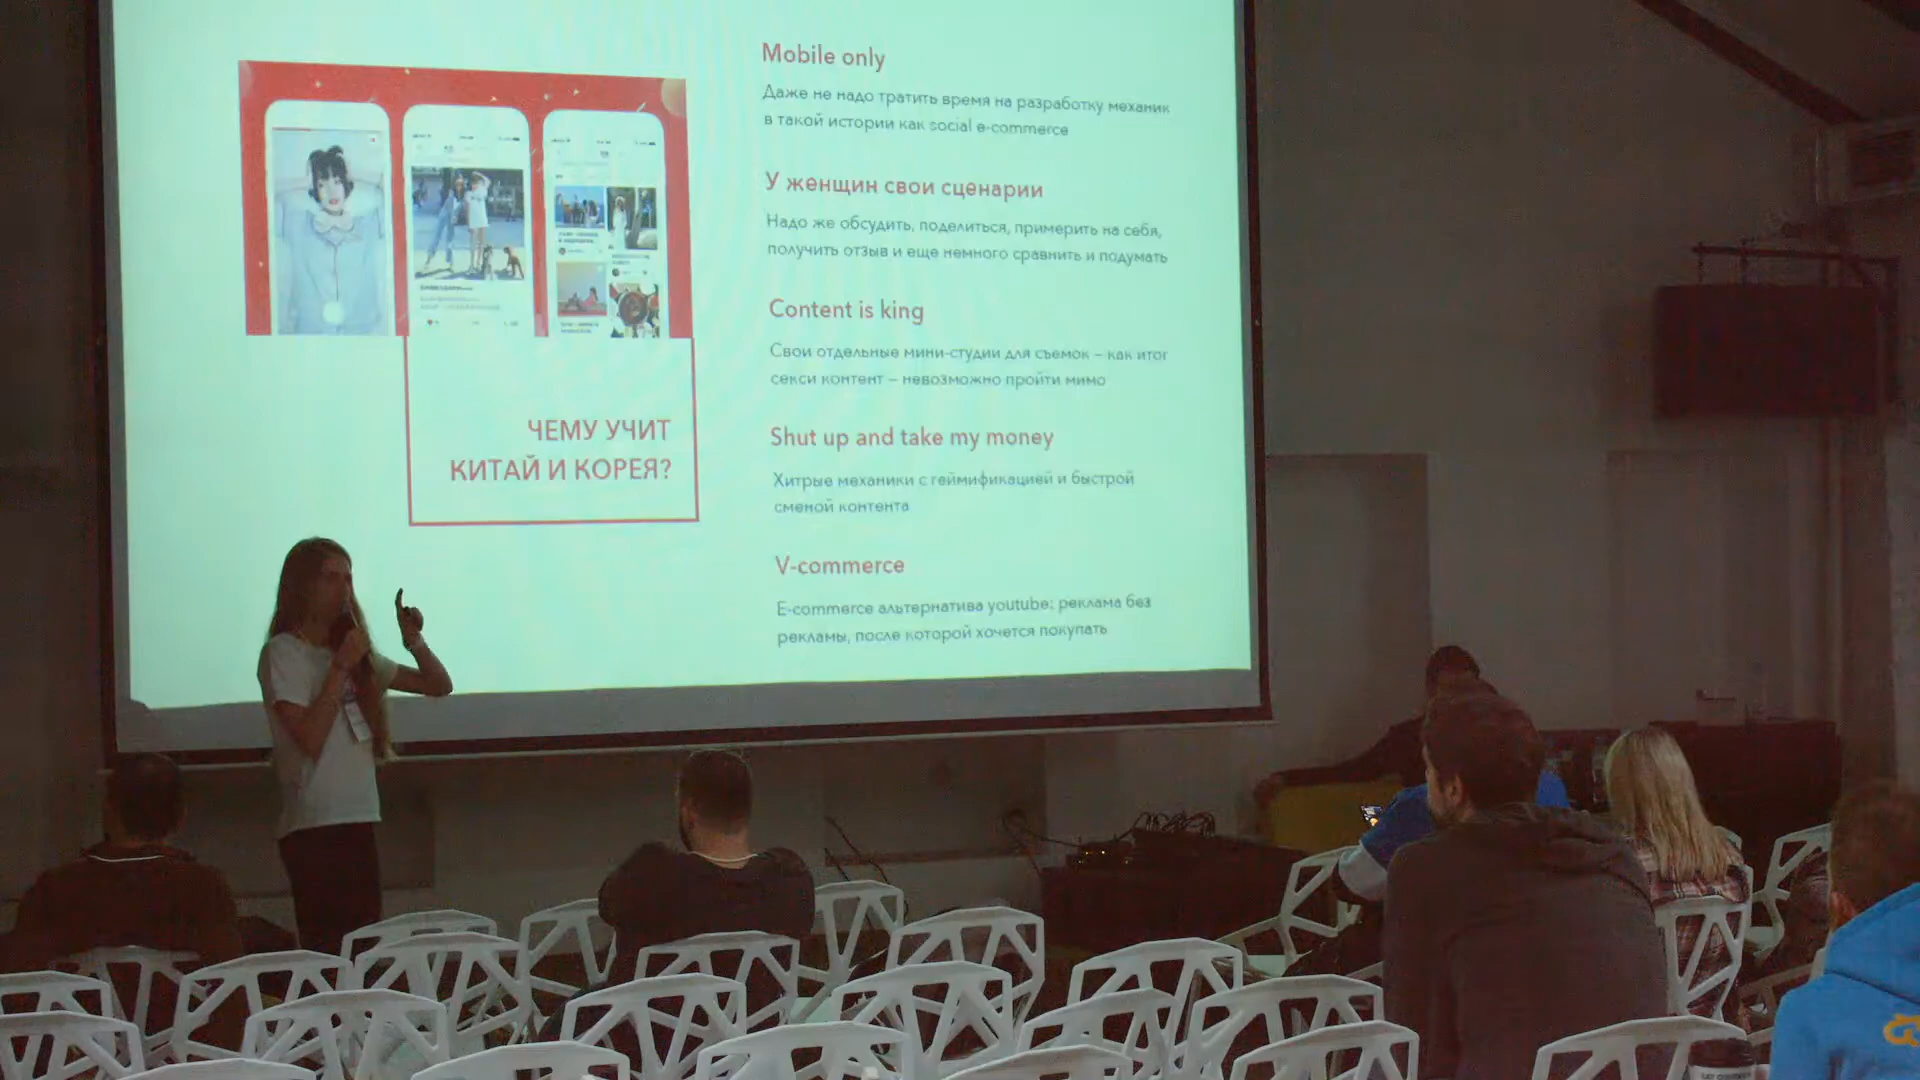 Mobile only
Даже не надо тратить время на разработку механик
в такой истории как social e-commerce
У женщин свои сценарии
Надо же обсудить, поделиться, примерить на себя,
получить отзыв и еще немного сравнить и подумать
Content is king
Свои отдельные мини-студии для съемок – как итог
секси контент – невозможно пройти мимо
ЧЕМУ УЧИТ
КИТАЙ И КОРЕЯ?
Shut up and take my money
Хитрые механики с геймификацией и быстрой
сменой контента
V-commerce
E-commerce альтернатива youtube: реклама без
рекламы, после которой хочется покупать